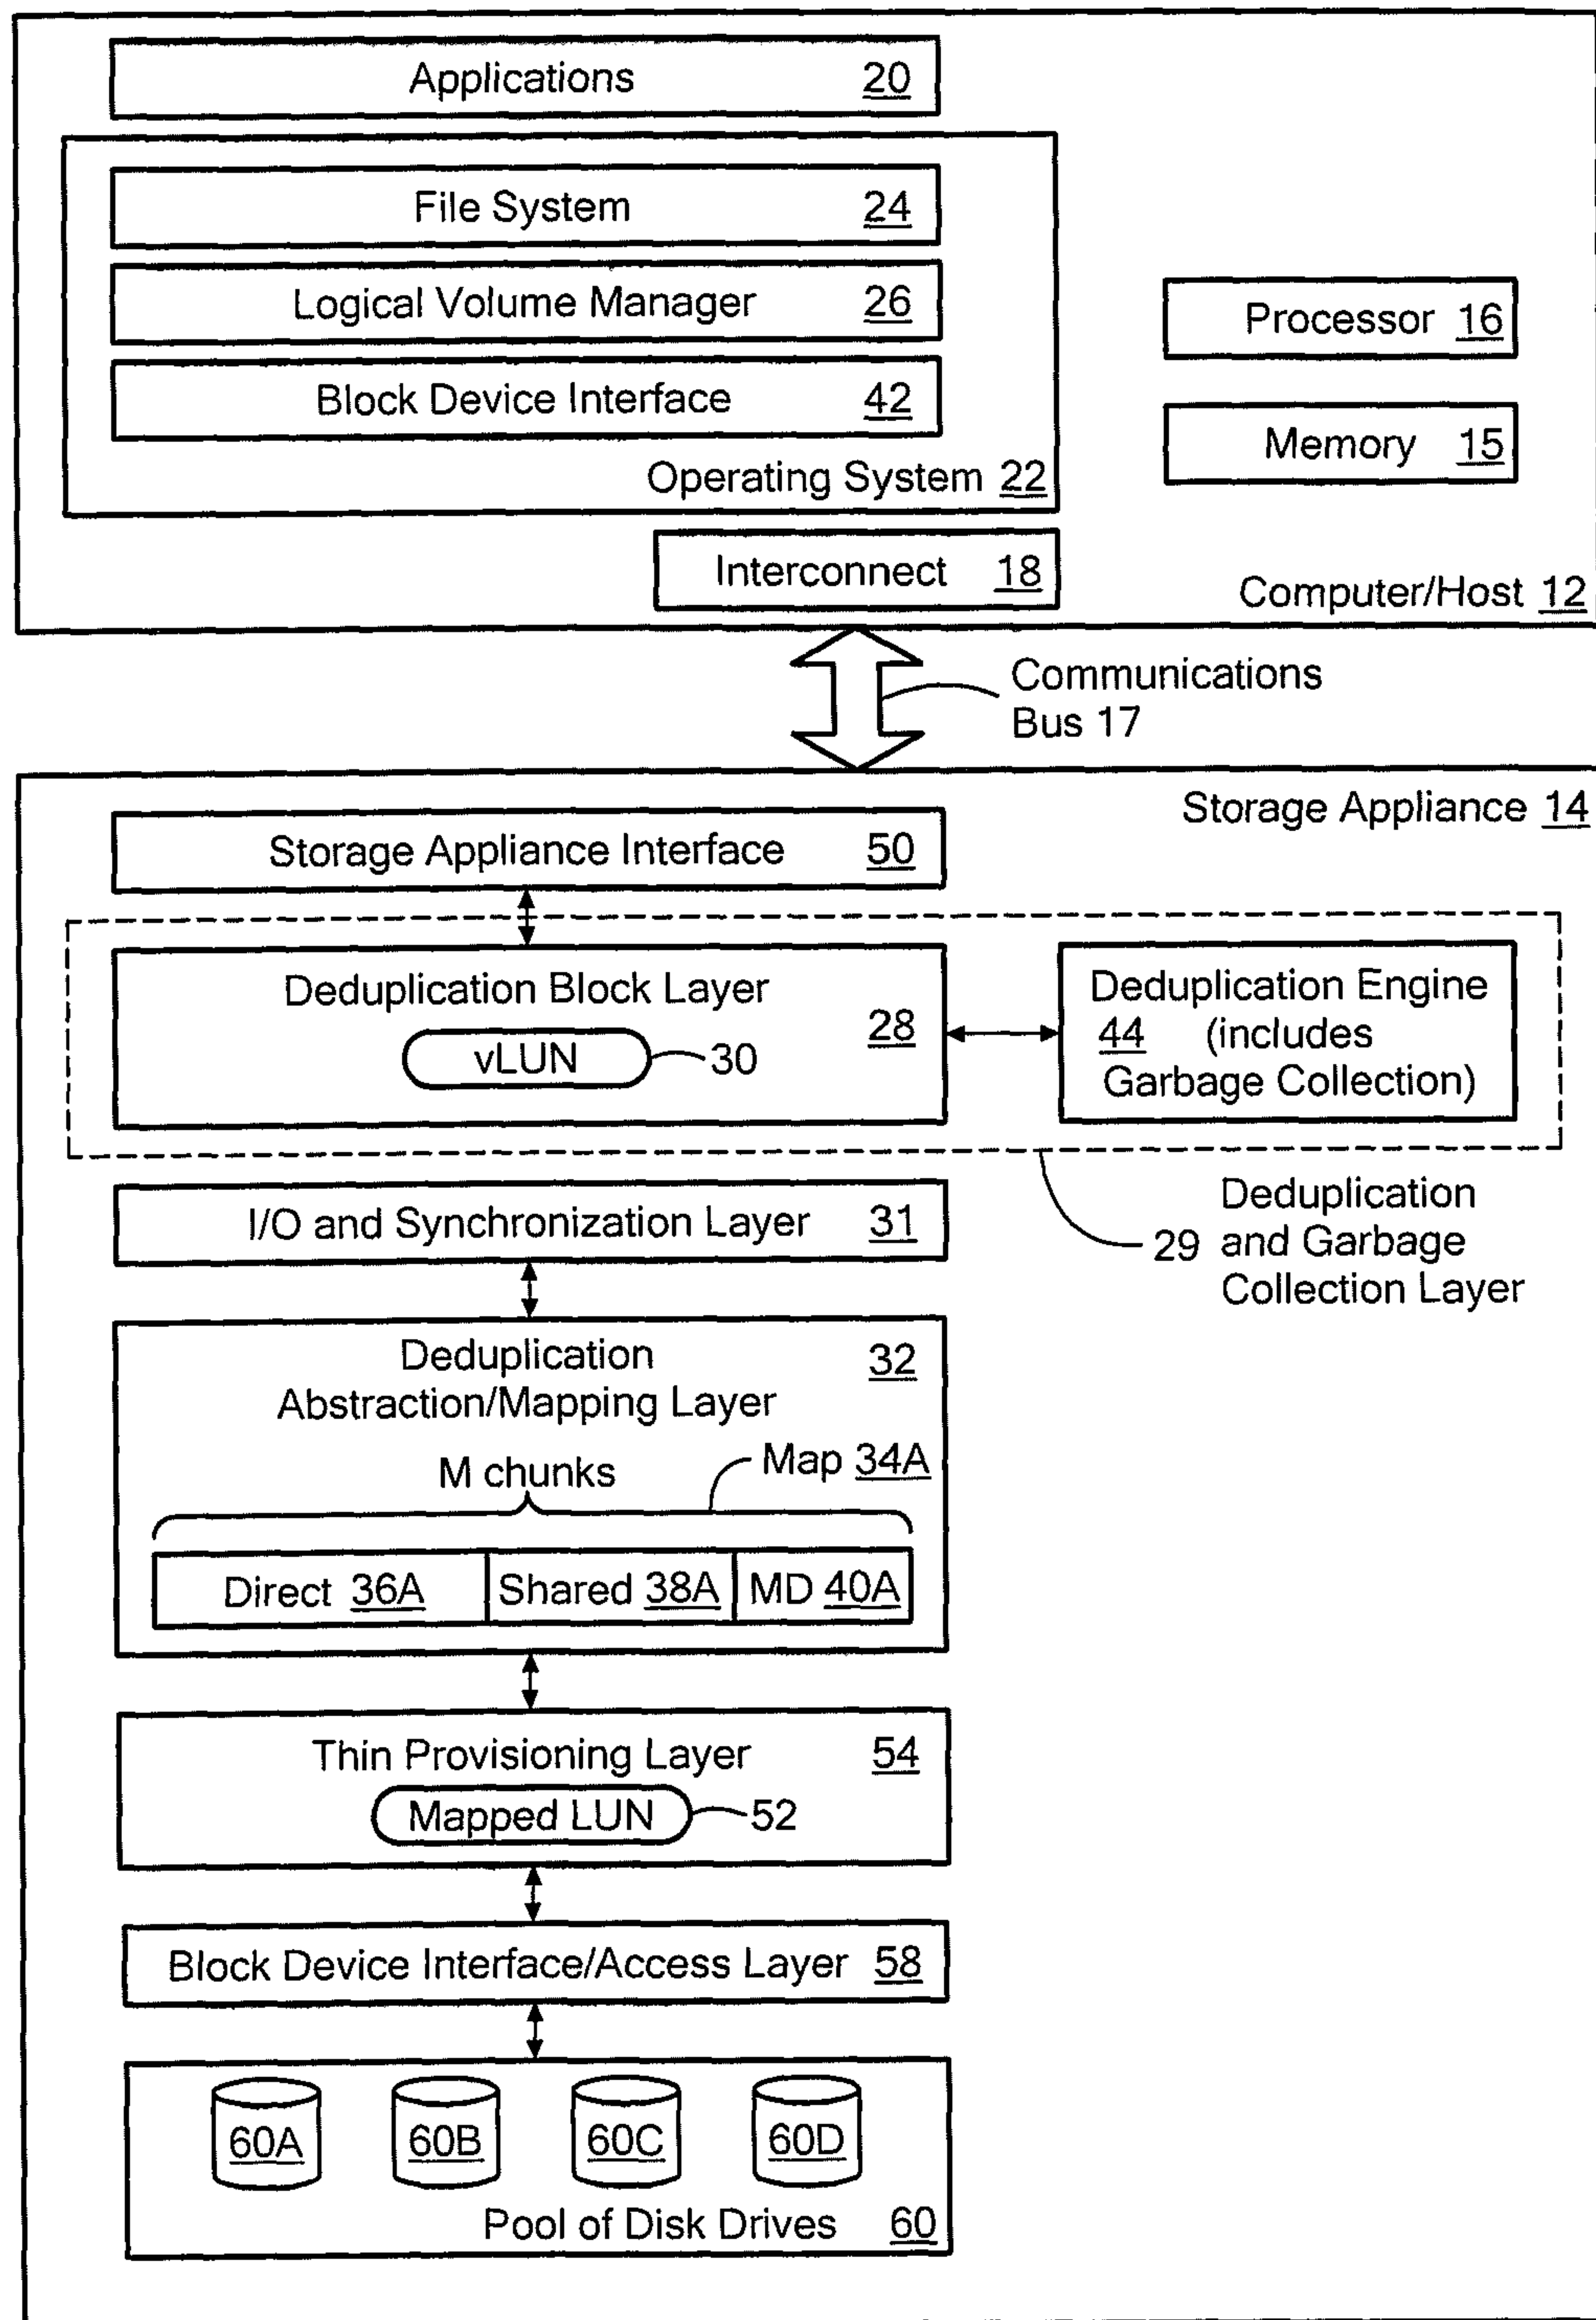 Applications 20
File System 24
Logical Volume Manager 26
Block Device Interface 42
Operating System 22
Processor 16
Memory 15
Interconnect 18
Computer/Host 12
Communications
Bus 17
Storage Appliance 14
Storage Appliance Interface 50
Deduplication Block Layer
28
vLUN
30
Deduplication Engine
44 (includes
Garbage Collection)
I/O and Synchronization Layer 31
29
Deduplication
and Garbage
Collection Layer
Deduplication
Abstraction/Mapping Layer
32
M chunks
Map 34A
Direct 36A
Shared 38A
MD 40A
Thin Provisioning Layer 54
Mapped LUN
52
Block Device Interface/Access Layer 58
60A
60B
60C
60D
Pool of Disk Drives 60